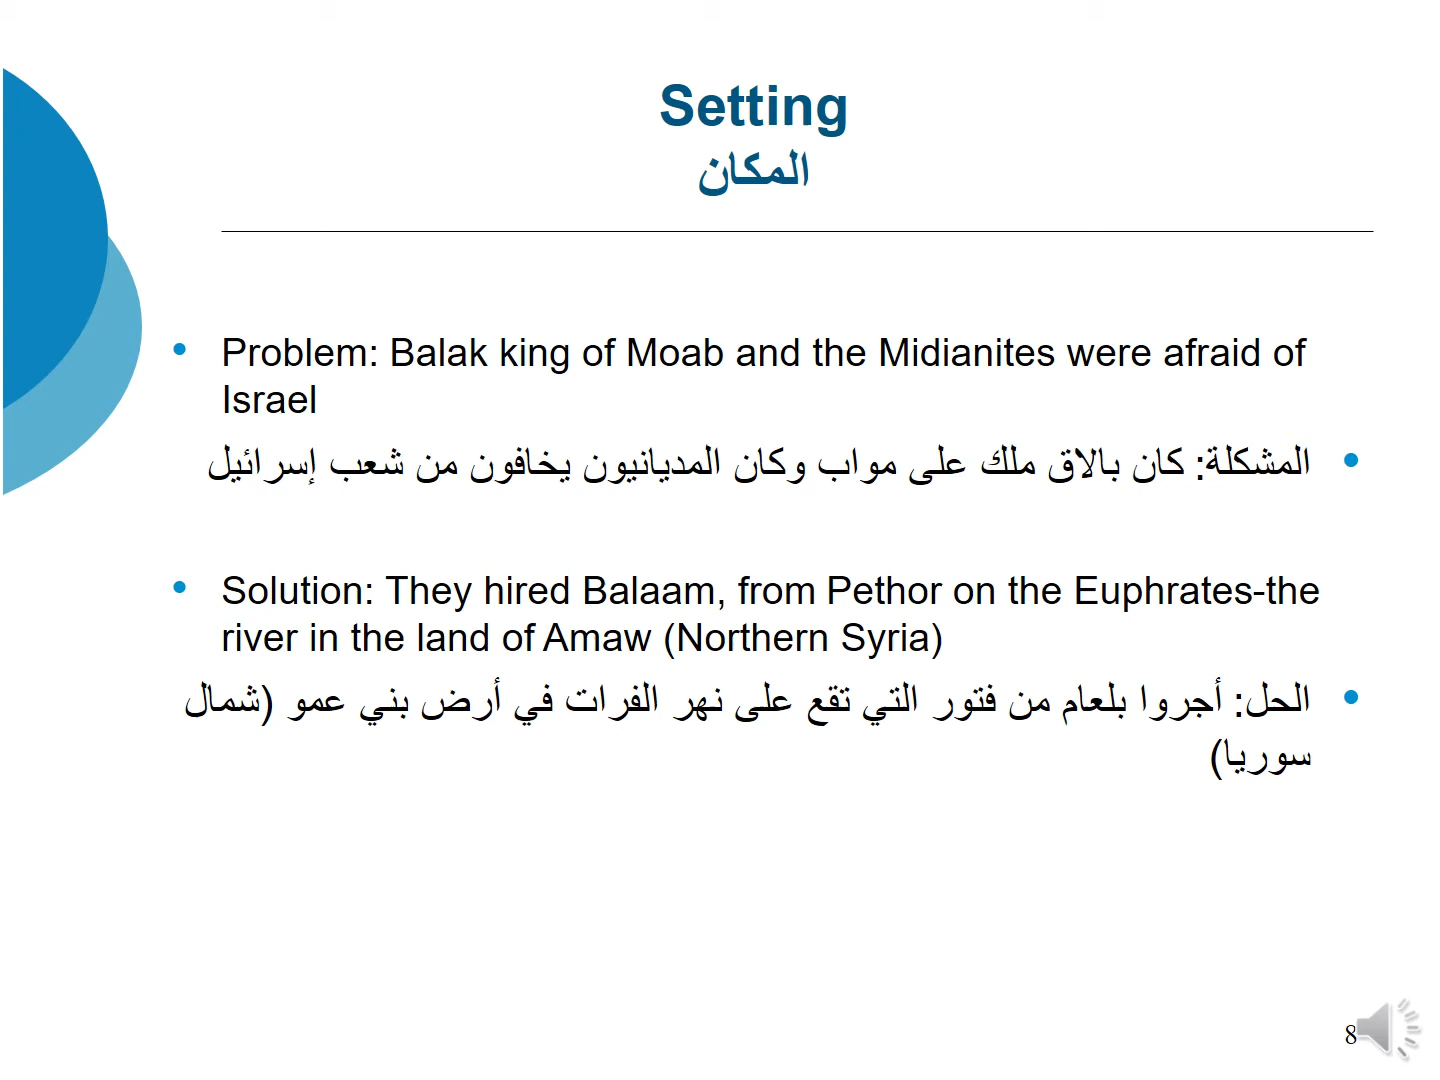 Setting
المكان
Problem: Balak king of Moab and the Midianites were afraid of
Israel
المشكلة: كان بالاق ملك على مواب وكان المديانيون يخافون من شعب إسرائيل
Solution: They hired Balaam, from Pethor on the Euphrates-the
river in the land of Amaw (Northern Syria)
الحل: أجروا بلعام من فتور التي تقع على نهر الفرات في أرض بني عمو (شمال
سوريا)
8